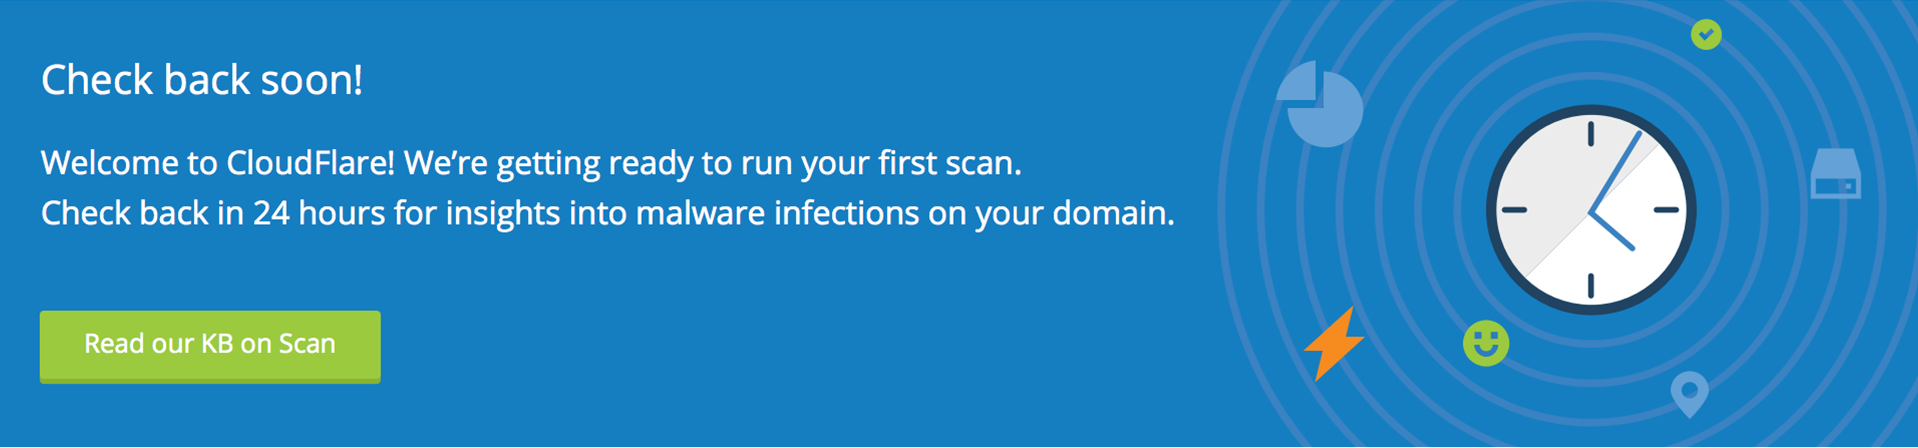 Check back soon!
Welcome to CloudFlare! We’re getting ready to run your first scan.
Check back in 24 hours for insights into malware infections on your domain.
Read our KB on Scan